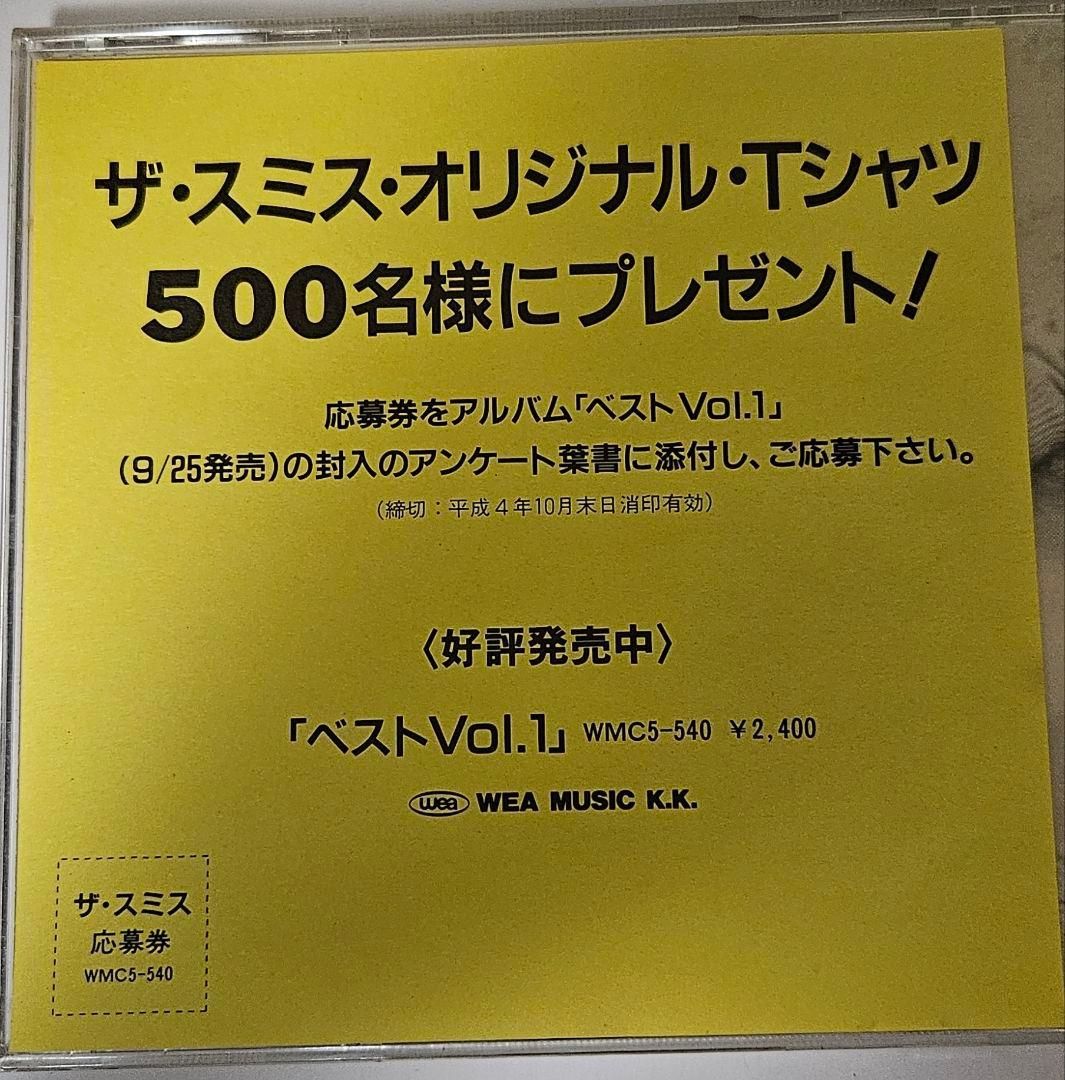 ザ・スミス・オリジナル・Tシャツ
500名様にプレゼント!
応募券をアルバム「ベストVol.1」
(9/25発売)の封入のアンケート葉書に添付し、ご応募下さい。
(締切:平成4年10月末日消印有効)
〈好評発売中〉
「ベストVol.1」 WMC5-540 ¥2,400
wea WEA MUSIC K.K.
ザ・スミス
応募券
WMC5-540